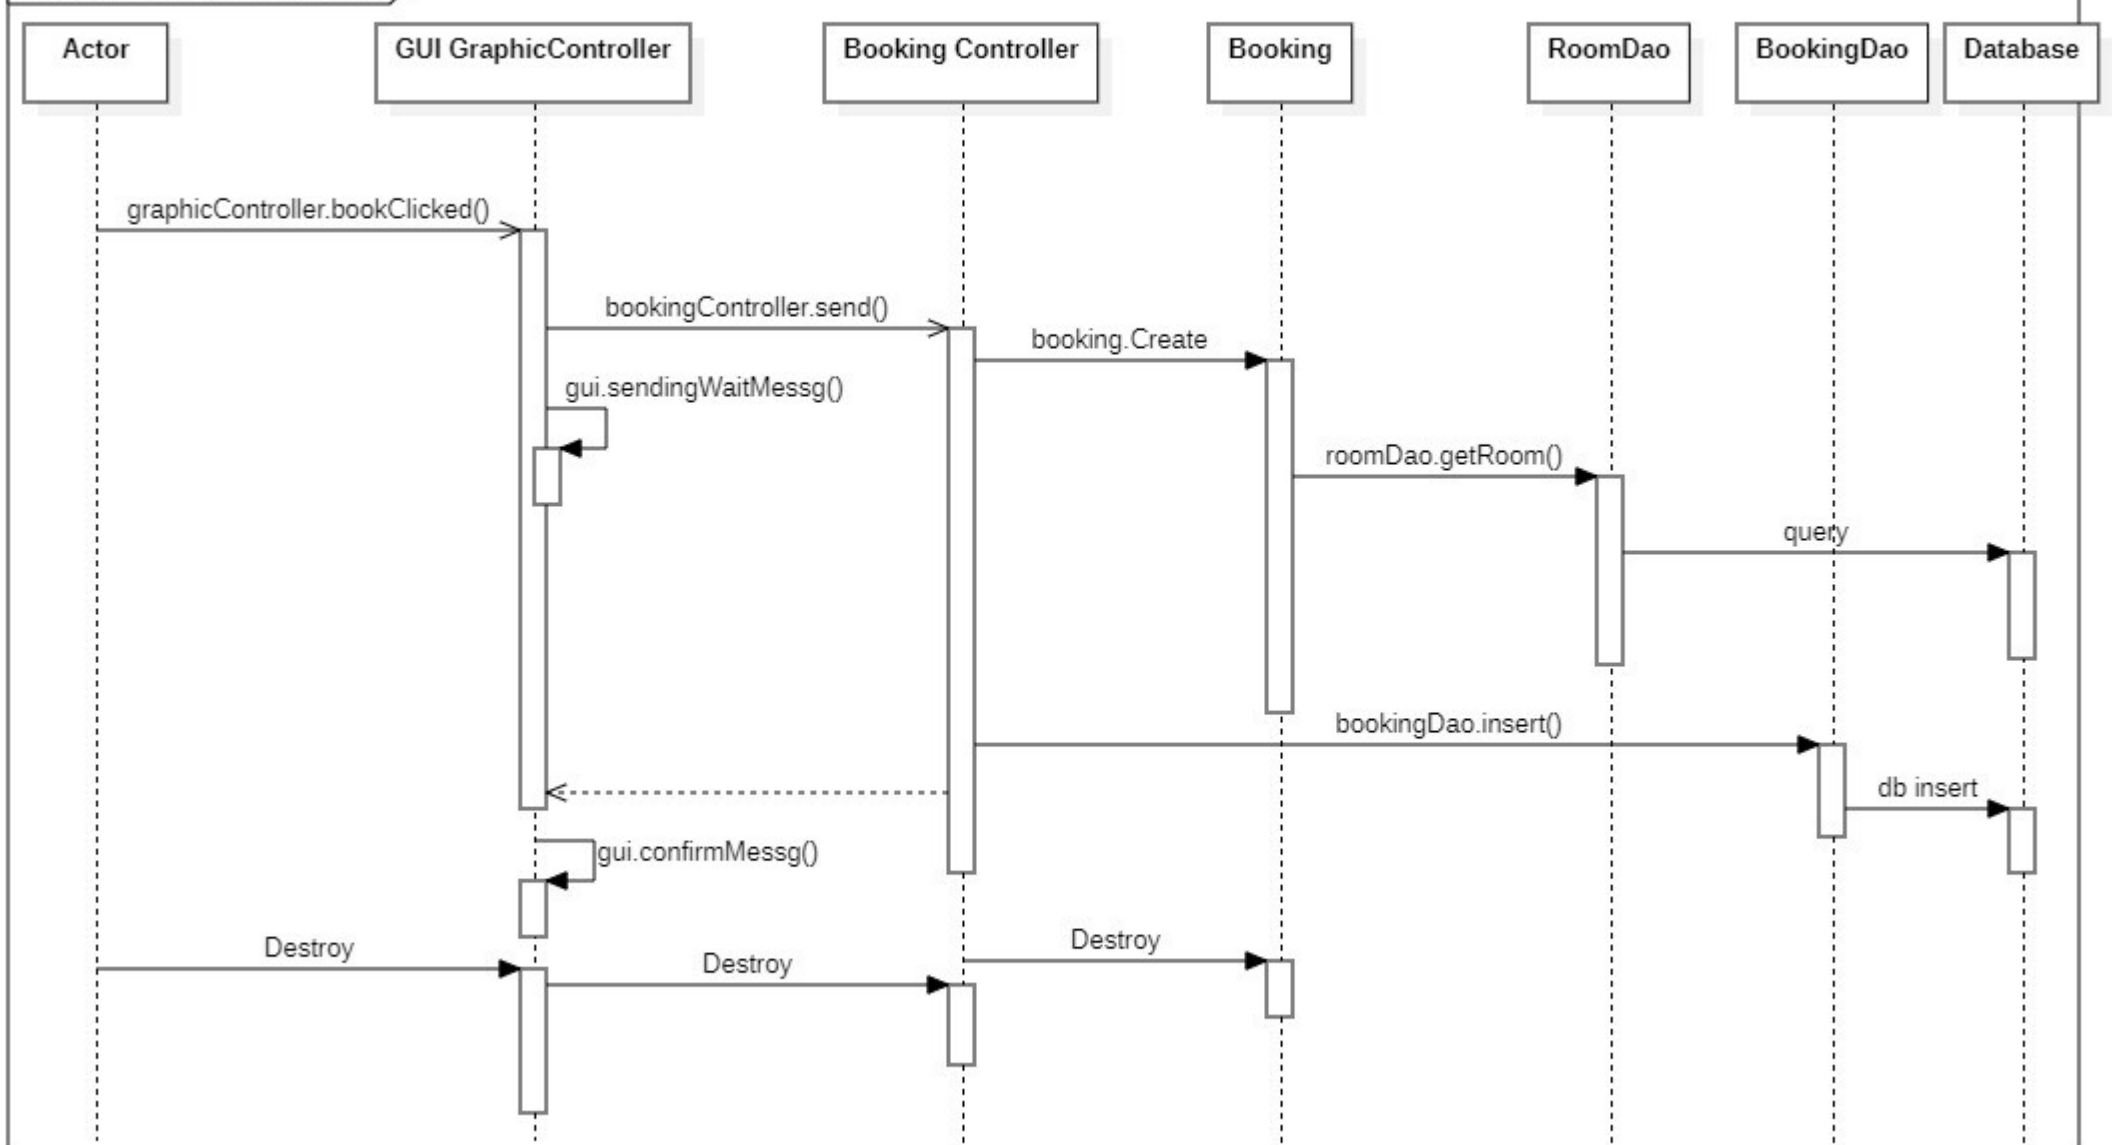 Actor
GUI GraphicController
Booking Controller
Booking
RoomDao
BookingDao
Database
graphicController.bookClicked()
bookingController.send()
booking.Create
gui.sendingWaitMessg()
roomDao.getRoom()
query
bookingDao.insert()
db insert
gui.confirmMessg()
Destroy
Destroy
Destroy